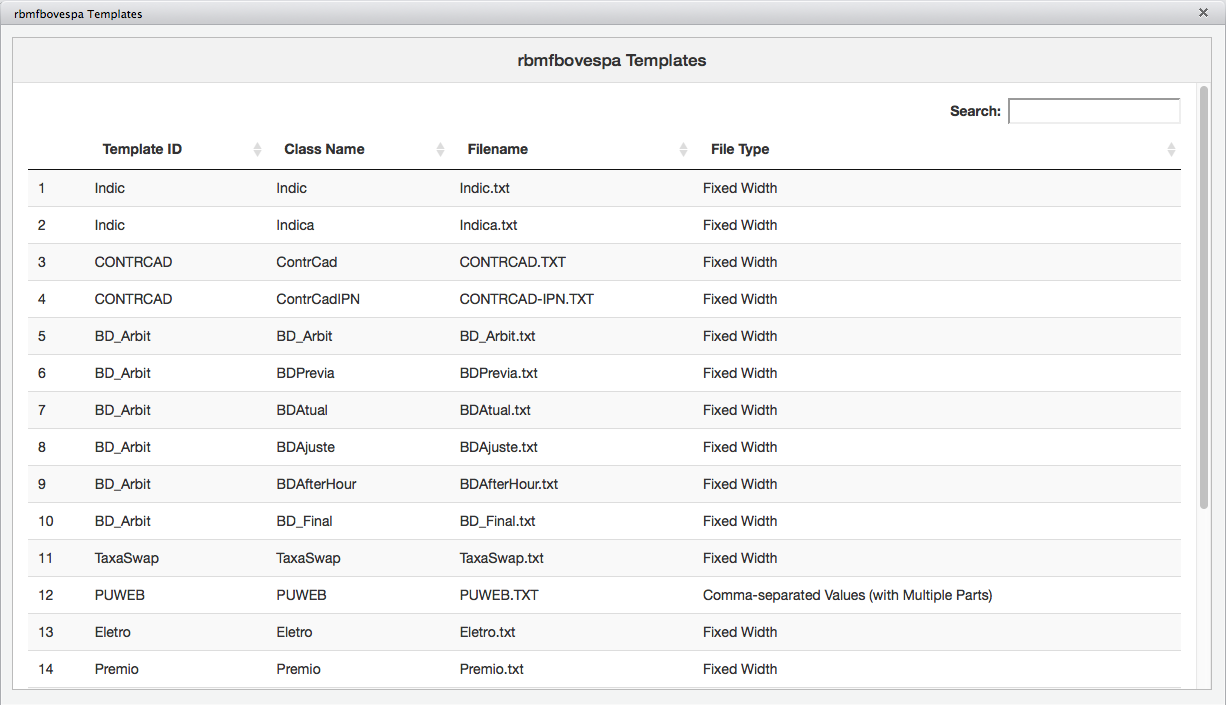 rbmfbovespa Templates
rbmfbovespa Templates
Search:
Template ID Class Name Filename File Type
1 Indic Indic Indic.txt Fixed Width
2 Indic Indica Indica.txt Fixed Width
3 CONTRCAD ContrCad CONTRCAD.TXT Fixed Width
4 CONTRCAD ContrCadIPN CONTRCAD-IPN.TXT Fixed Width
5 BD_Arbit BD_Arbit BD_Arbit.txt Fixed Width
6 BD_Arbit BDPrevia BDPrevia.txt Fixed Width
7 BD_Arbit BDAtual BDAtual.txt Fixed Width
8 BD_Arbit BDAjuste BDAjuste.txt Fixed Width
9 BD_Arbit BDAfterHour BDAfterHour.txt Fixed Width
10 BD_Arbit BD_Final BD_Final.txt Fixed Width
11 TaxaSwap TaxaSwap TaxaSwap.txt Fixed Width
12 PUWEB PUWEB PUWEB.TXT Comma-separated Values (with Multiple Parts)
13 Eletro Eletro Eletro.txt Fixed Width
14 Premio Premio Premio.txt Fixed Width